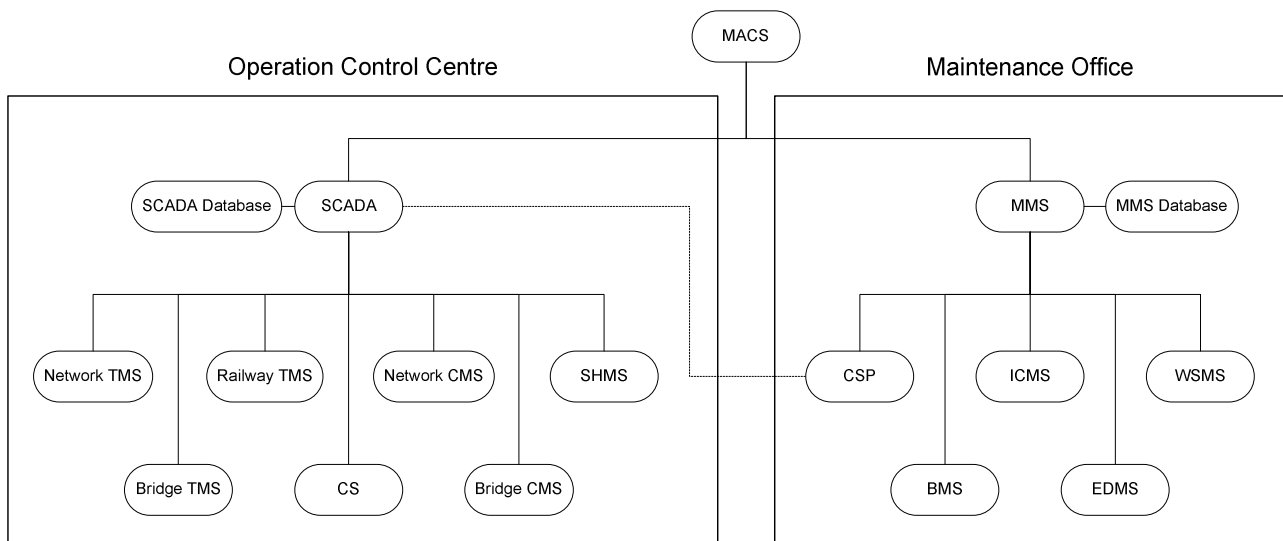 MACS
Operation Control Centre
Maintenance Office
SCADA Database
SCADA
MMS
MMS Database
Network TMS
Railway TMS
Network CMS
SHMS
CSP
ICMS
WSMS
Bridge TMS
CS
Bridge CMS
BMS
EDMS